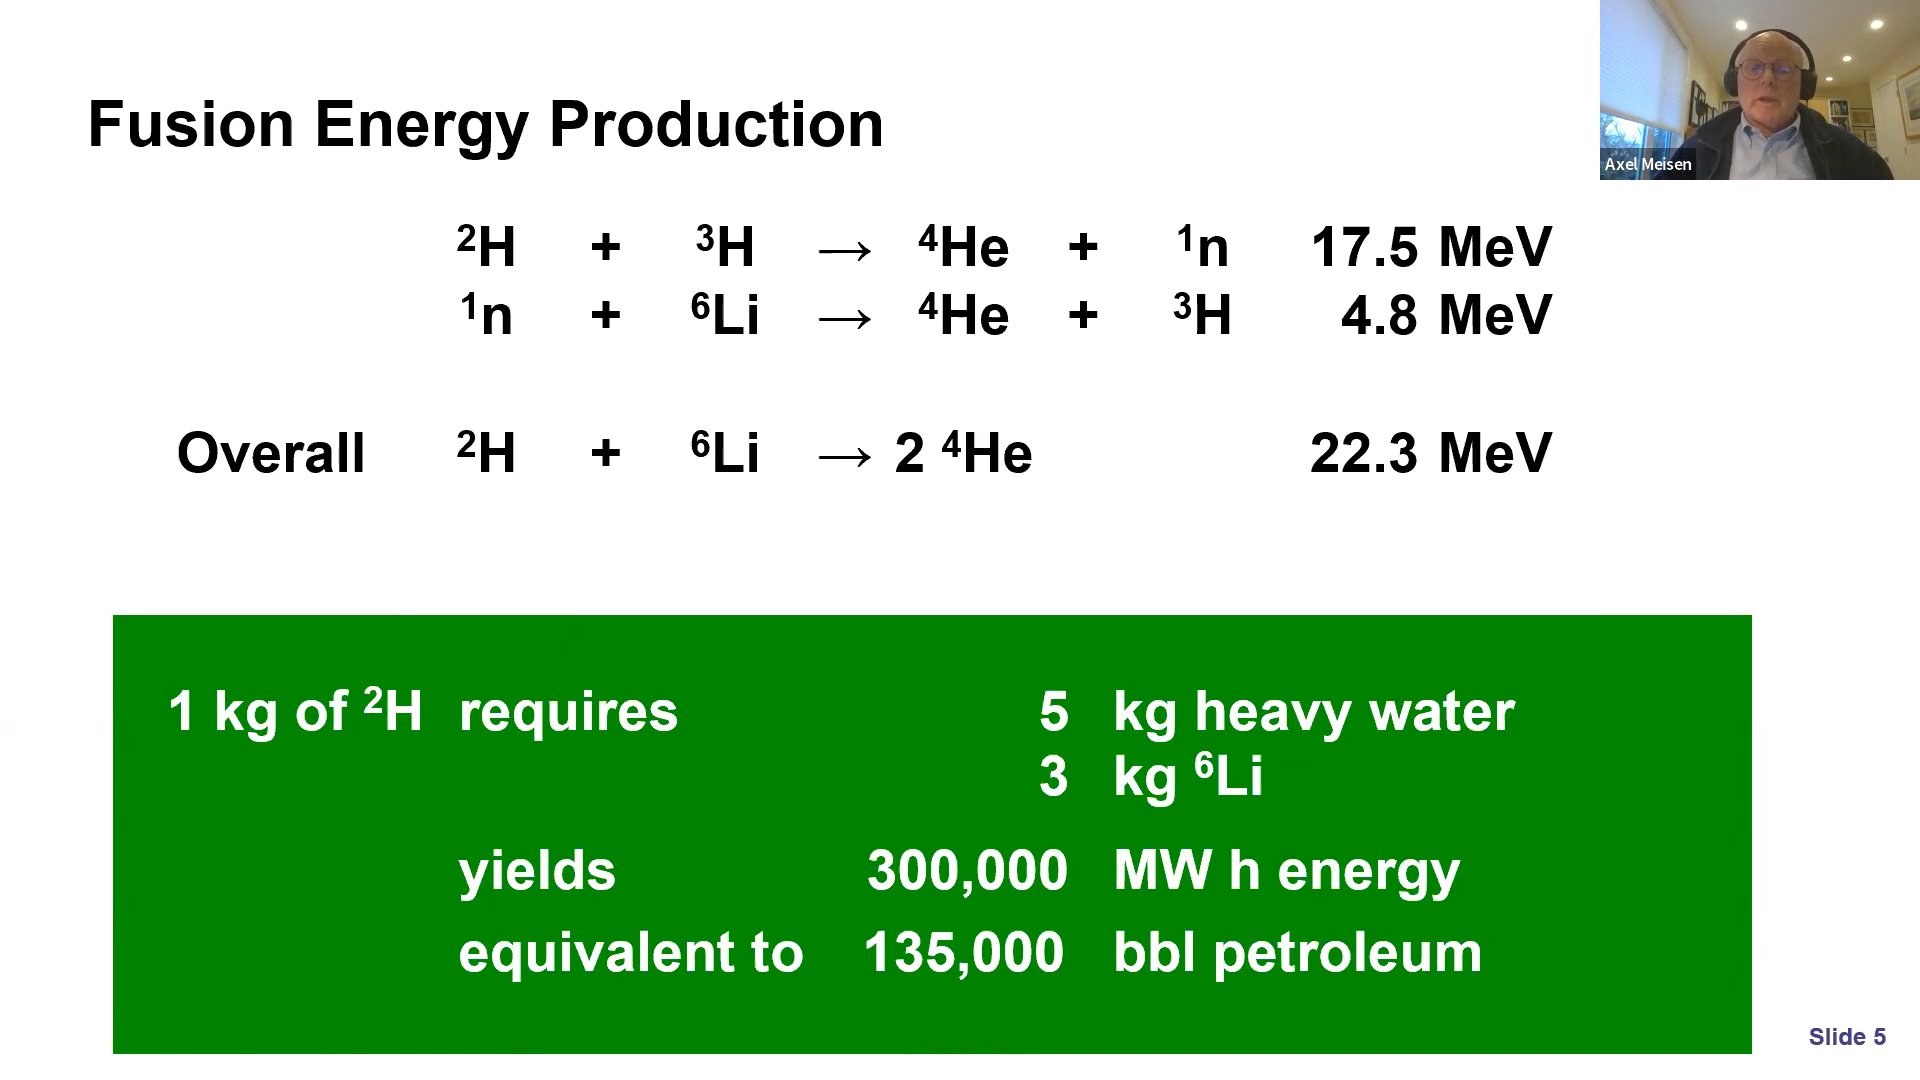 Fusion Energy Production
Axel Meisen
²H + ³H → ⁴He + ¹n 17.5 MeV
¹n + ⁶Li → ⁴He + ³H 4.8 MeV
Overall ²H + ⁶Li → 2 ⁴He 22.3 MeV
1 kg of ²H requires 5 kg heavy water
3 kg ⁶Li
yields 300,000 MW h energy
equivalent to 135,000 bbl petroleum
Slide 5